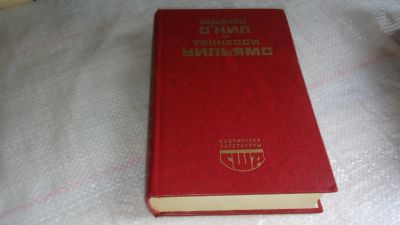 ЮДЖИН
О'НИЛ
ТЕННЕССИ
УИЛЬЯМС
БИБЛИОТЕКА
ЛИТЕРАТУРЫ
США